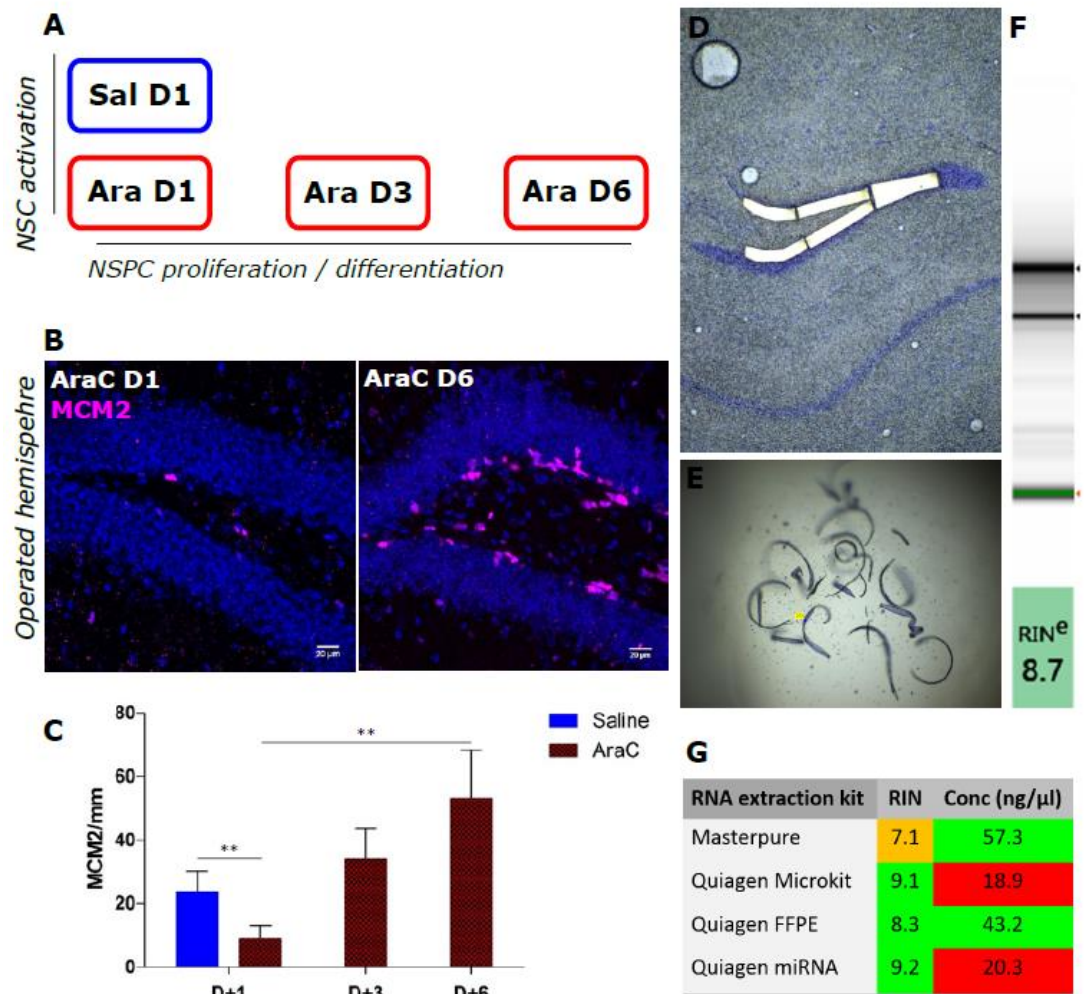 A
NSC activation
Sal D1
Ara D1
Ara D3
Ara D6
NSPC proliferation / differentiation
B
Operated hemispehre
AraC D1
MCM2
20 µm
AraC D6
20 µm
C
MCM2/mm
80
60
40
20
0
**
**
D+1
D+3
D+6
Saline
AraC
D
E
F
RINe
8.7
G
RNA extraction kit RIN Conc (ng/µl)
Masterpure 7.1 57.3
Quiagen Microkit 9.1 18.9
Quiagen FFPE 8.3 43.2
Quiagen miRNA 9.2 20.3